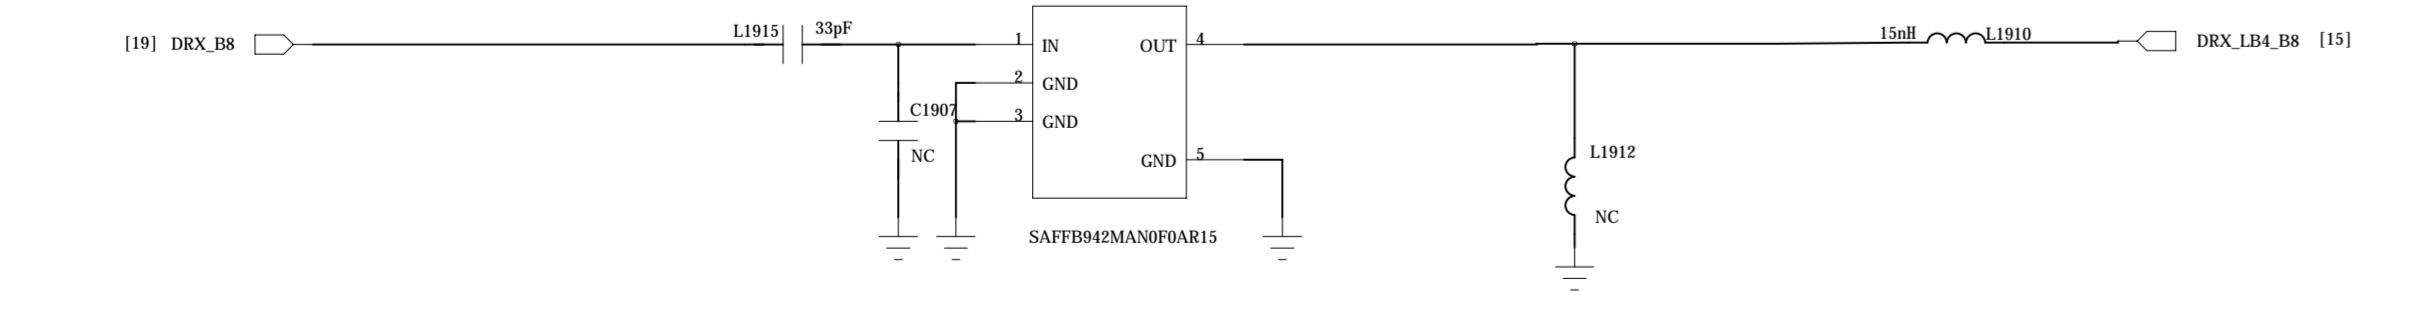 [19] DRX_B8
L1915 33pF
C1907
NC
1 IN
2 GND
3 GND
OUT 4
GND 5
SAFFB942MAN0F0AR15
L1912
NC
15nH L1910
DRX_LB4_B8 [15]